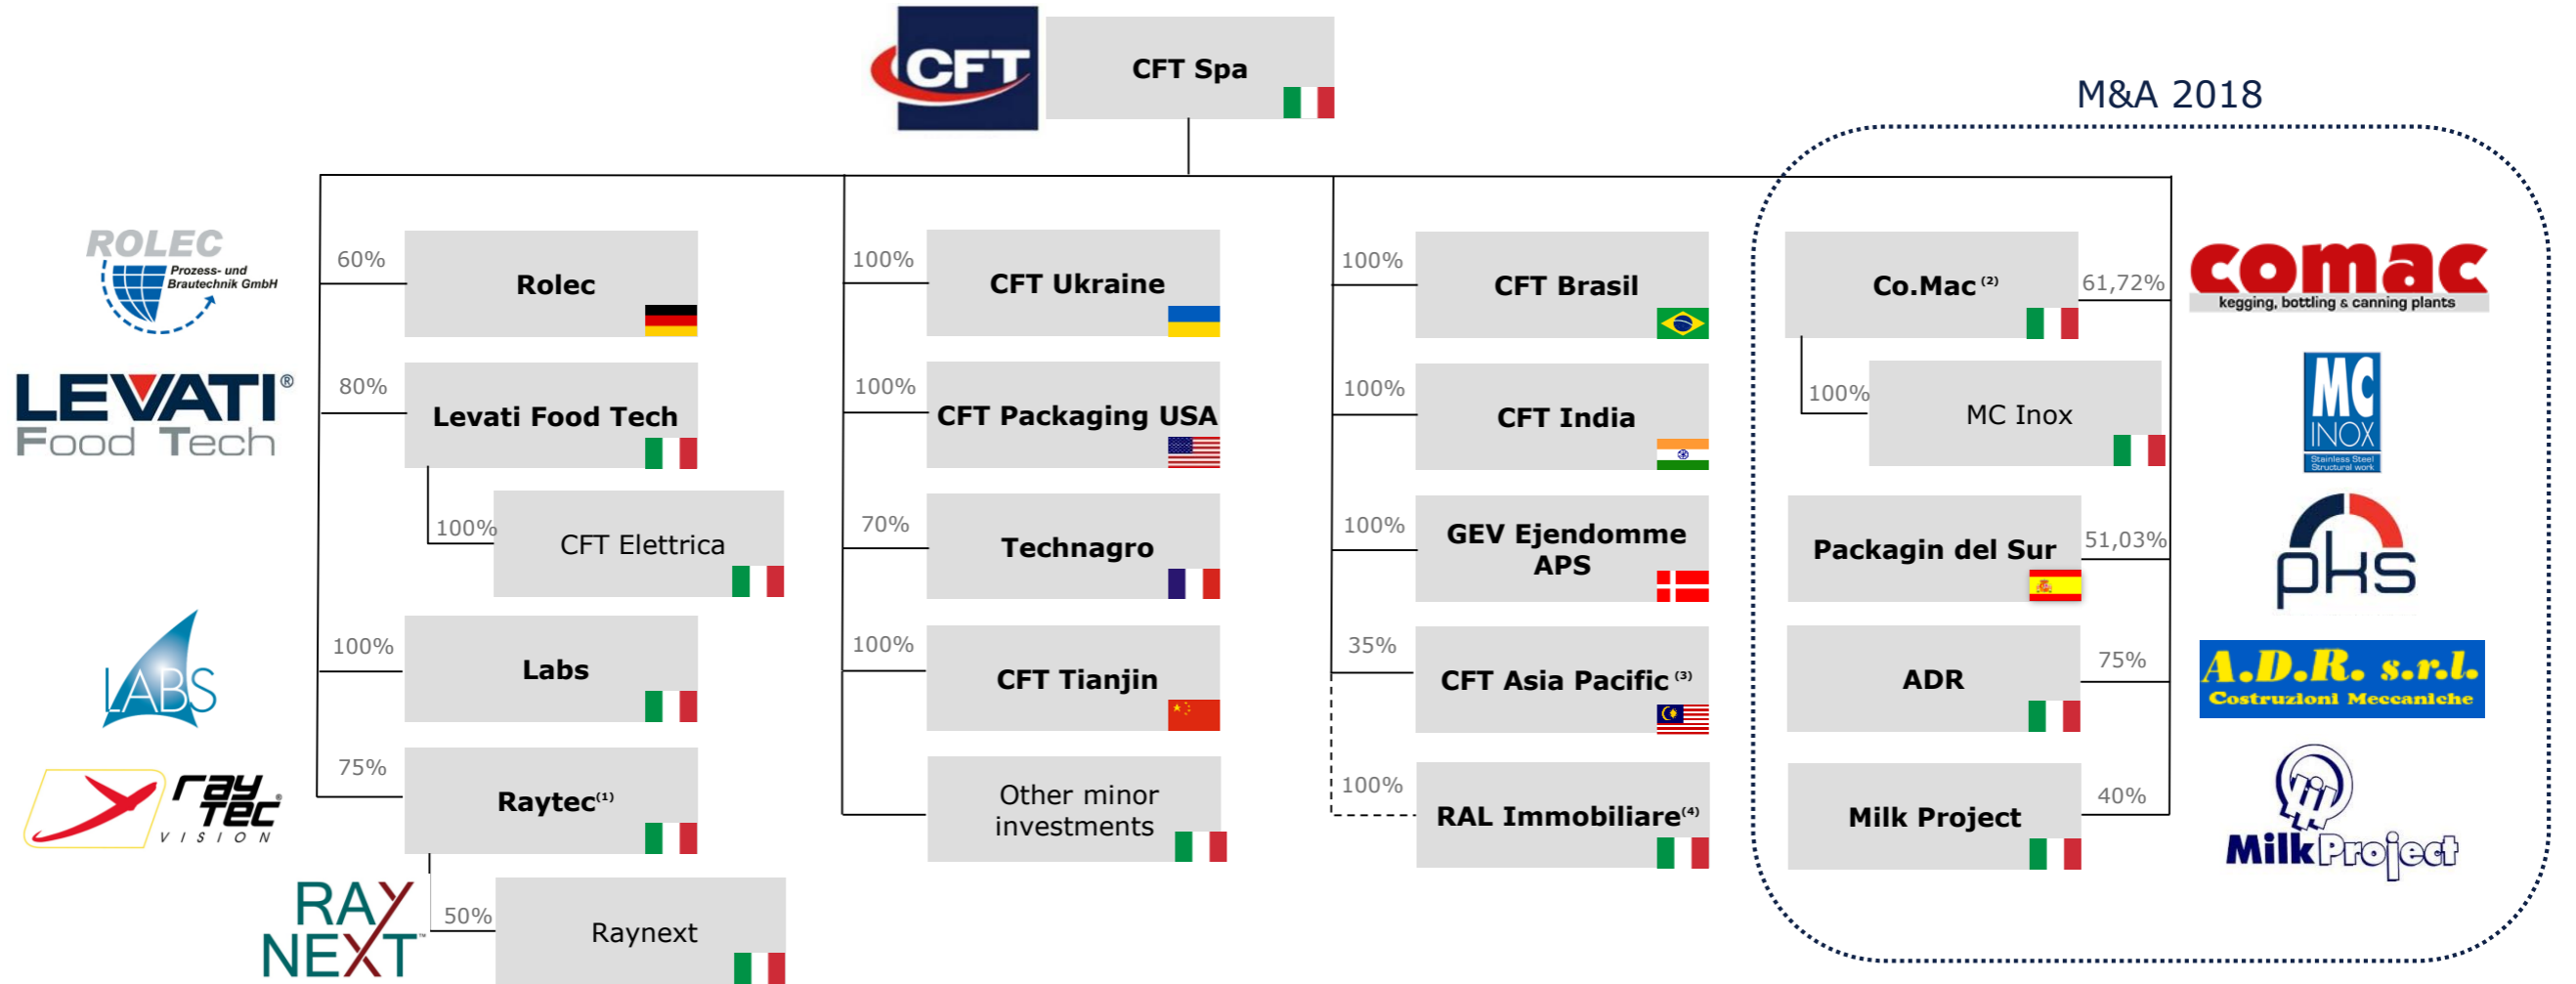 CFT
CFT Spa
M&A 2018
ROLEC
Prozess- und
Brautechnik GmbH
60%
Rolec
LEVATI®
Food Tech
80%
Levati Food Tech
100%
CFT Elettrica
LABS
100%
Labs
ray
TEC®
VISION
75%
Raytec(1)
RAY
NEXT™
50%
Raynext
100%
CFT Ukraine
100%
CFT Packaging USA
70%
Technagro
100%
CFT Tianjin
Other minor
investments
100%
CFT Brasil
100%
CFT India
100%
GEV Ejendomme
APS
35%
CFT Asia Pacific (3)
100%
RAL Immobiliare(4)
Co.Mac (2)
61,72%
comac
kegging, bottling & canning plants
100%
MC Inox
MC
INOX
Stainless Steel
Structural work
Packagin del Sur
51,03%
pks
ADR
75%
A.D.R. s.r.l.
Costruzioni Meccaniche
Milk Project
40%
MilkProject